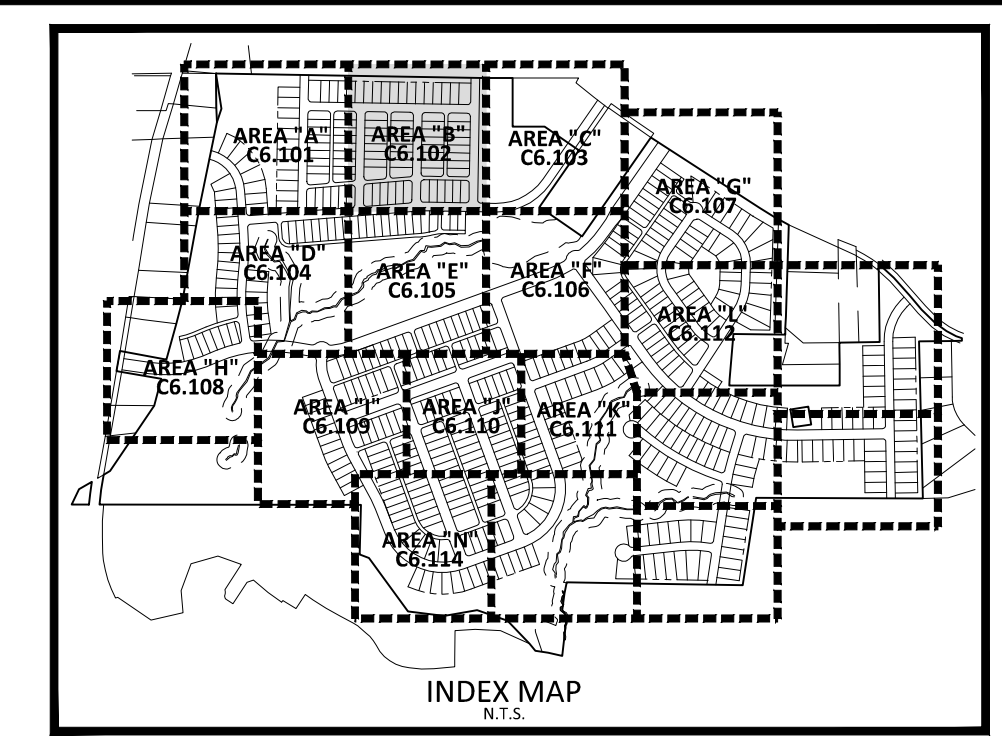 AREA "A"
C6.101
AREA "B"
C6.102
AREA "C"
C6.103
AREA "G"
C6.107
AREA "D"
C6.104
AREA "E"
C6.105
AREA "F"
C6.106
AREA "L"
C6.112
AREA "H"
C6.108
AREA "I"
C6.109
AREA "J"
C6.110
AREA "K"
C6.111
AREA "N"
C6.114
INDEX MAP
N.T.S.